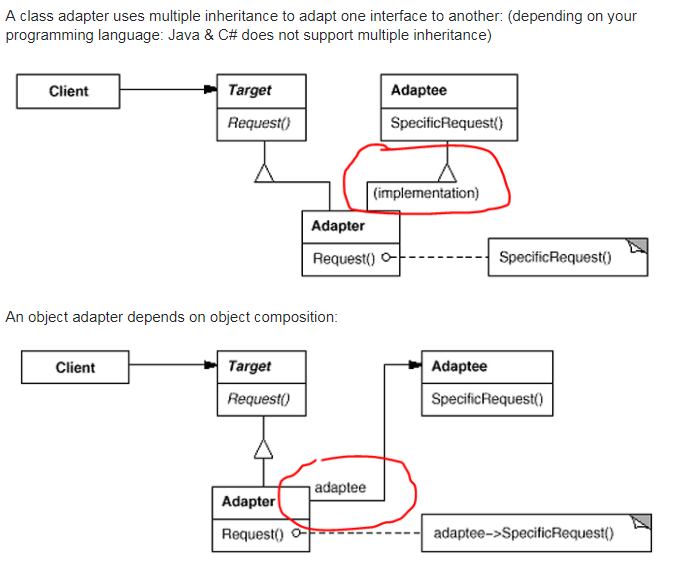 A class adapter uses multiple inheritance to adapt one interface to another: (depending on your
programming language: Java & C# does not support multiple inheritance)
Client
Target
Adaptee
Request()
SpecificRequest()
(implementation)
Adapter
Request()
SpecificRequest()
An object adapter depends on object composition:
Client
Target
Adaptee
Request()
SpecificRequest()
adaptee
Adapter
Request()
adaptee->SpecificRequest()